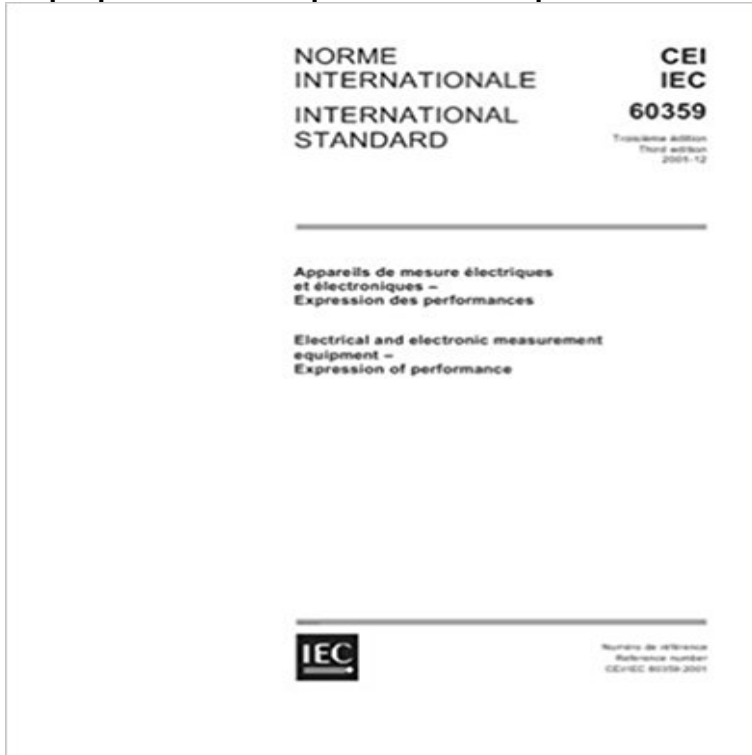 NORME
INTERNATIONALE
INTERNATIONAL
STANDARD
CEI
IEC
60359
Troisième édition
Third edition
2001-12
Appareils de mesure électriques
et électroniques –
Expression des performances
Electrical and electronic measurement
equipment –
Expression of performance
IEC
Numéro de référence
Reference number
CEI/IEC 60359:2001